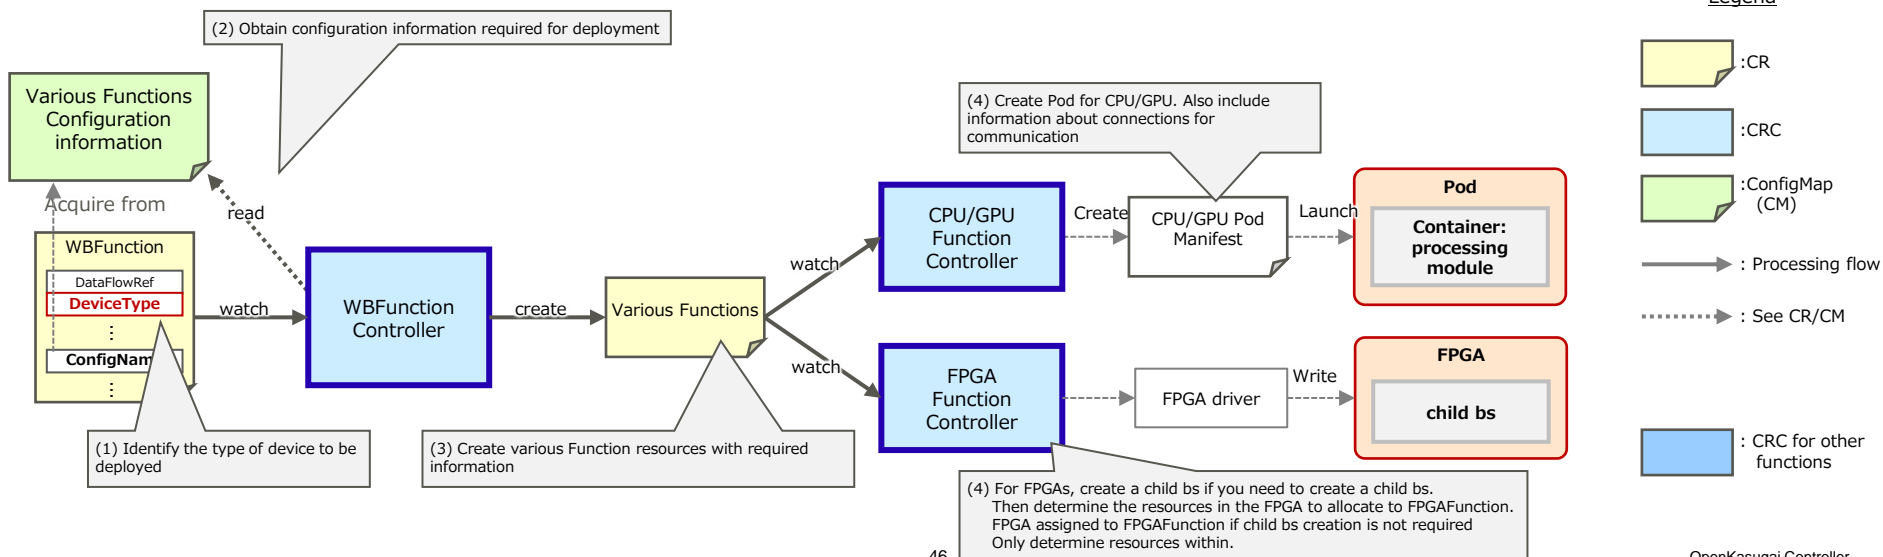 Legend
(2) Obtain configuration information required for deployment
:CR
Various Functions
Configuration
information
(4) Create Pod for CPU/GPU. Also include
information about connections for
communication
:CRC
:ConfigMap
(CM)
Acquire from
read
WBFunction
DataFlowRef
DeviceType
⋮
ConfigName
⋮
watch
WBFunction
Controller
create
Various Functions
watch
watch
CPU/GPU
Function
Controller
Create
CPU/GPU Pod
Manifest
Launch
Pod
Container:
processing
module
: Processing flow
: See CR/CM
FPGA
Function
Controller
FPGA driver
Write
FPGA
child bs
: CRC for other
functions
(1) Identify the type of device to be
deployed
(3) Create various Function resources with required
information
(4) For FPGAs, create a child bs if you need to create a child bs.
Then determine the resources in the FPGA to allocate to FPGAFunction.
FPGA assigned to FPGAFunction if child bs creation is not required
Only determine resources within.
46
OpenKasugai Controller